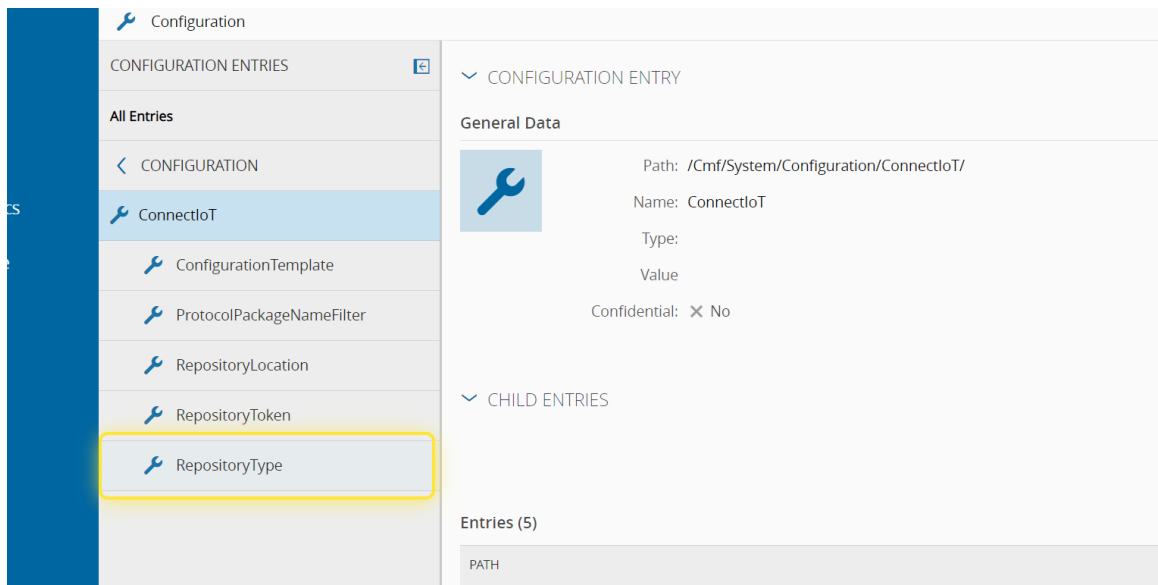 Configuration
CONFIGURATION ENTRIES
All Entries
CONFIGURATION
ConnectIoT
ConfigurationTemplate
ProtocolPackageNameFilter
RepositoryLocation
RepositoryToken
RepositoryType
CONFIGURATION ENTRY
General Data
Path: /Cmf/System/Configuration/ConnectIoT/
Name: ConnectIoT
Type:
Value
Confidential: No
CHILD ENTRIES
Entries (5)
PATH